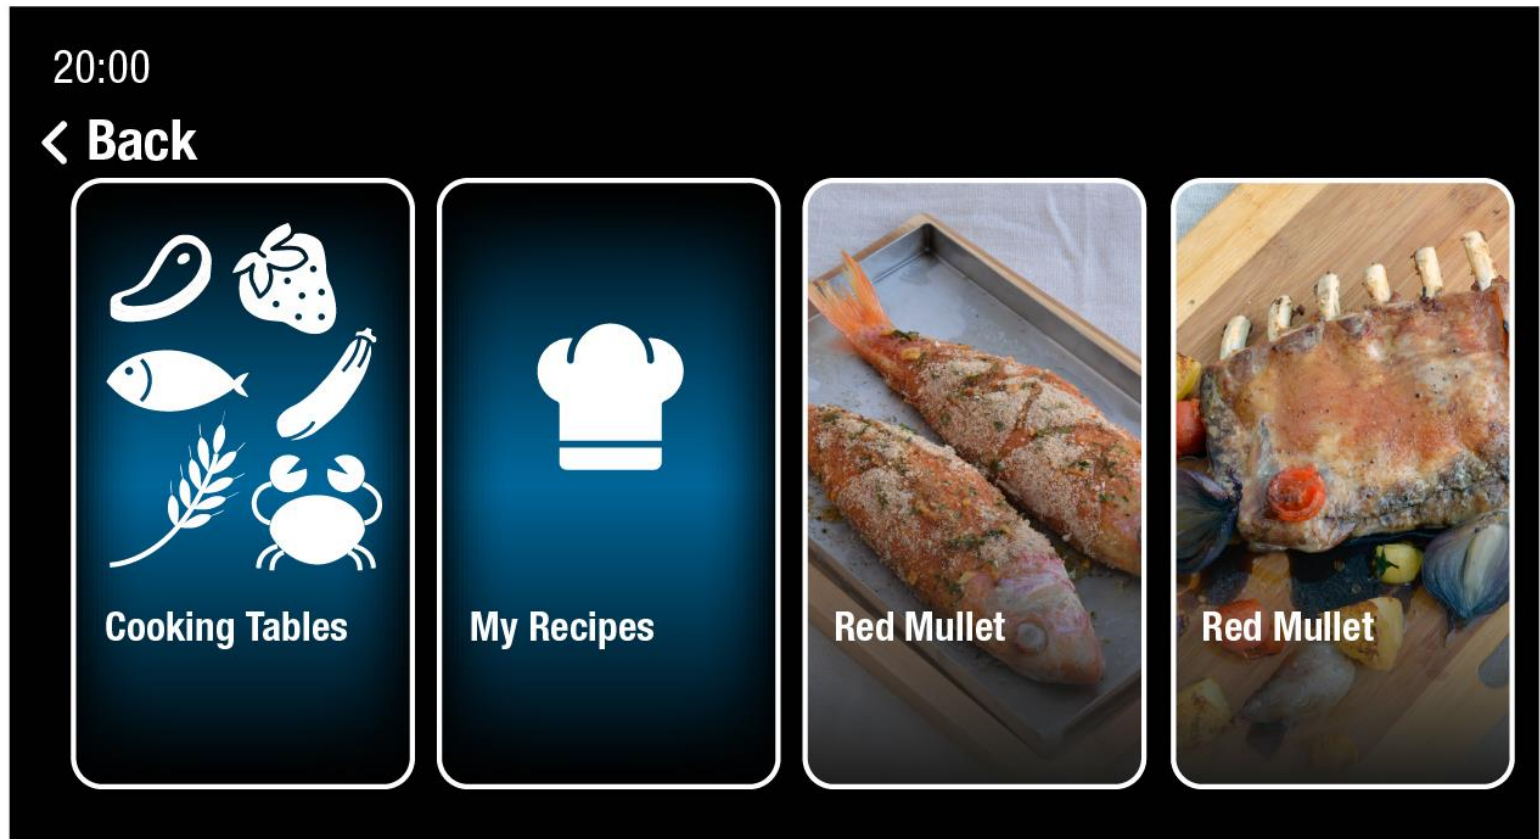 20:00
Back
Cooking Tables
My Recipes
Red Mullet
Red Mullet